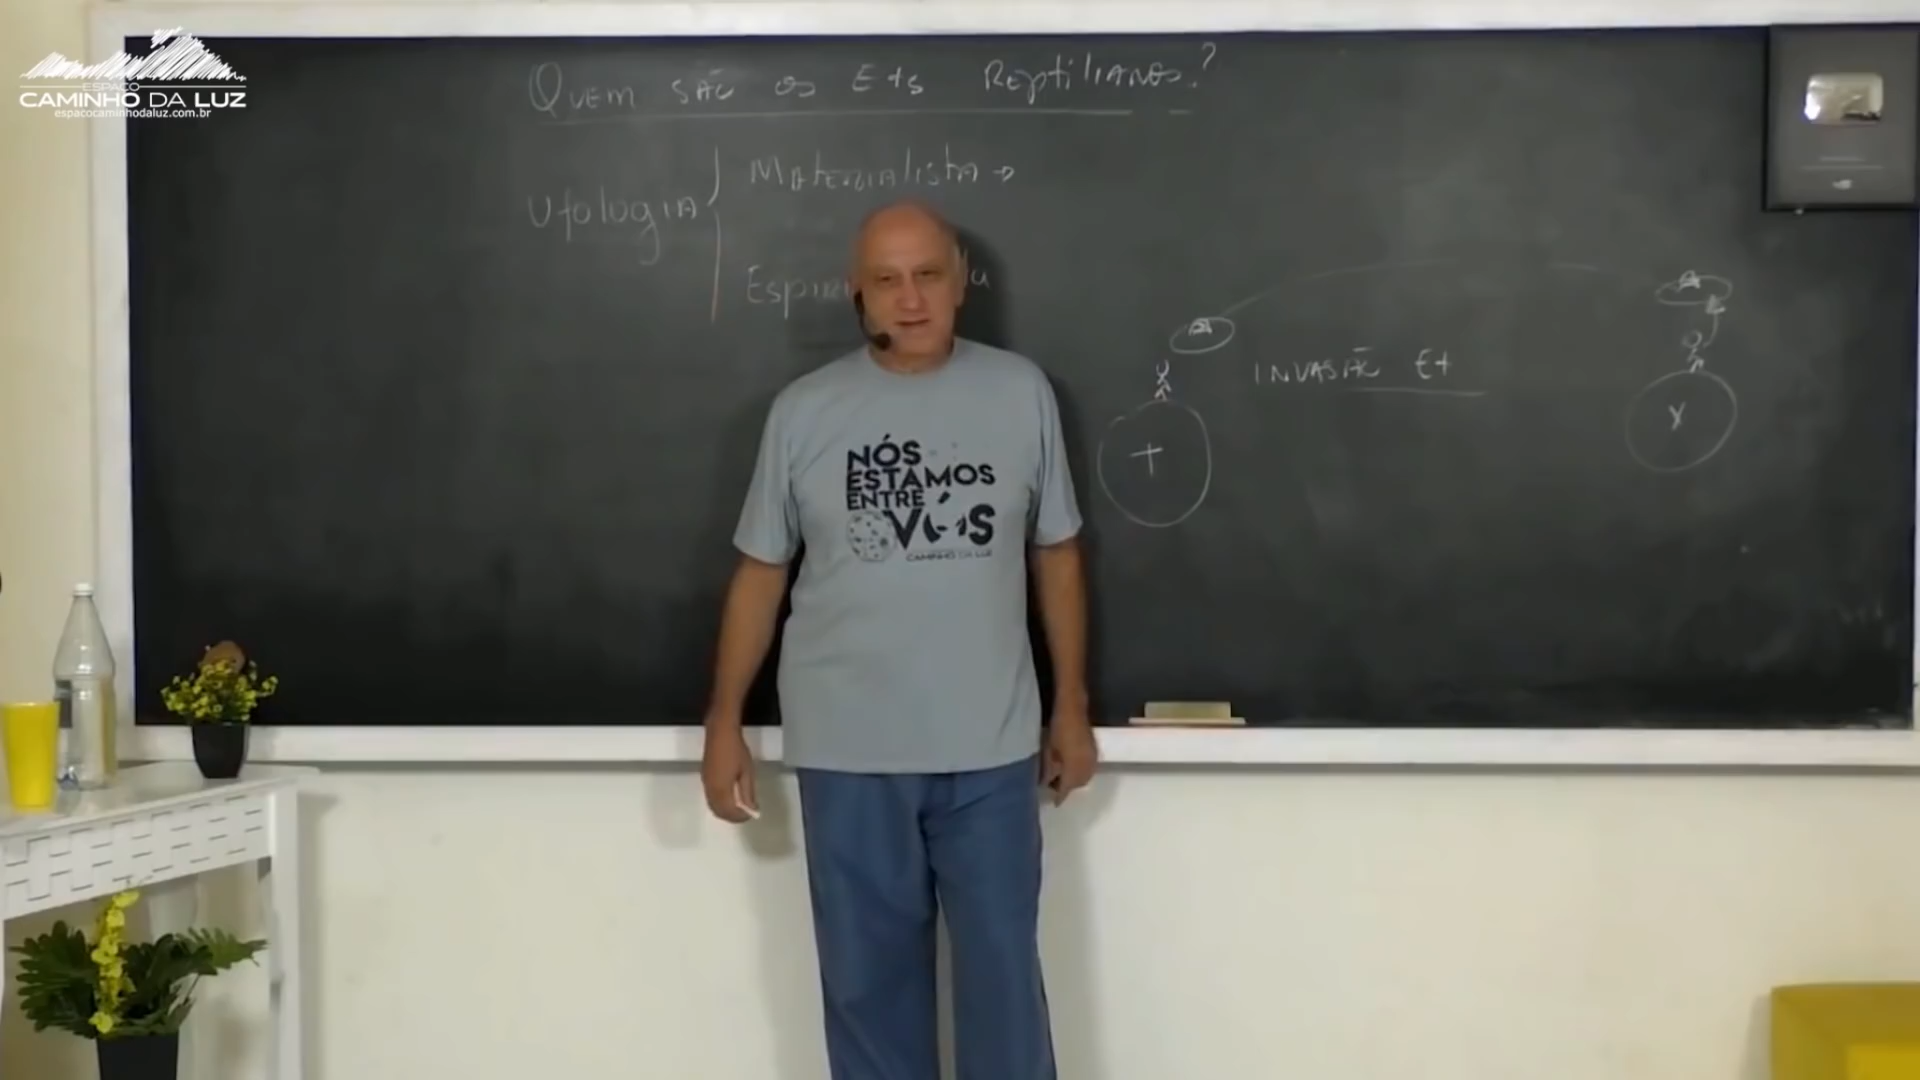 ESPAÇO
CAMINHO DA LUZ
espacocaminhodaluz.com.br
QUEM SÃO OS ETs REPTILIANOS?
Ufologia
MATERIALISTA →
INVASÃO Et
T
X
NÓS
ESTAMOS
ENTRE
VÓS
CAMINHO DA LUZ